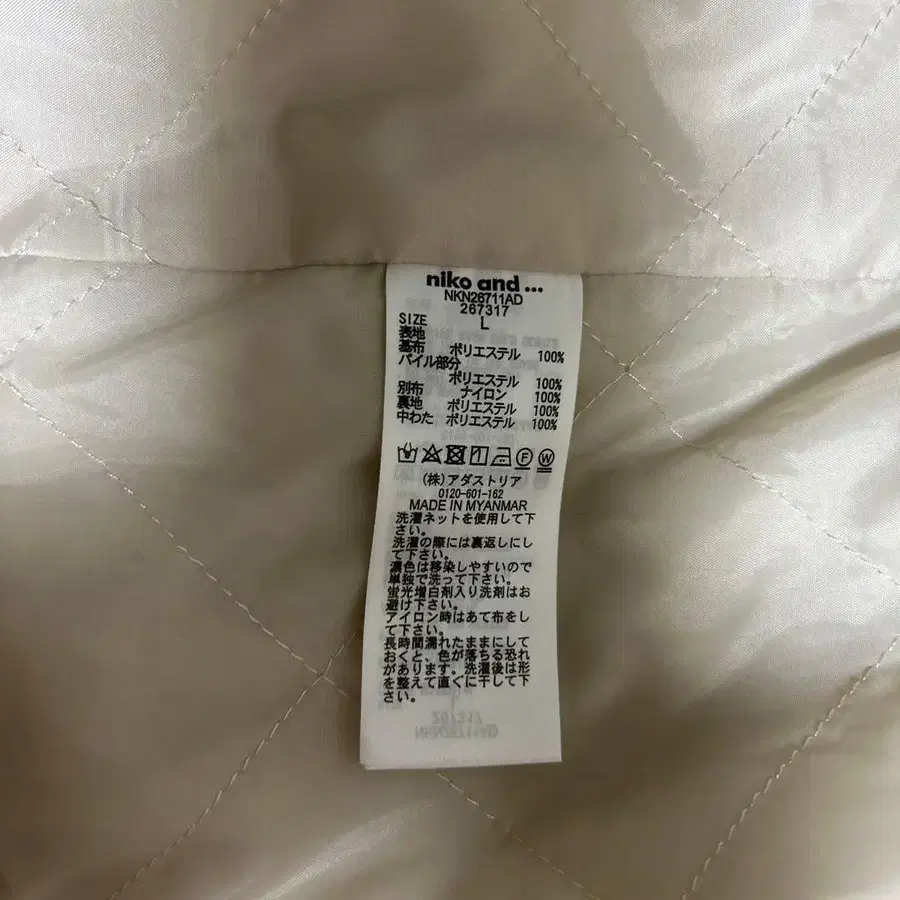 niko and ...
NKN26711AD
267317
SIZE L
表地
基布 ポリエステル 100%
パイル部分
ポリエステル 100%
別布 ナイロン 100%
裏地 ポリエステル 100%
中わた ポリエステル 100%
F W
(株)アダストリア
0120-601-162
MADE IN MYANMAR
洗濯ネットを使用して下
さい。
洗濯の際には裏返しにし
て下さい。
濃色は移染しやすいので
単独で洗って下さい。
蛍光増白剤入り洗剤はお
避け下さい。
アイロン時はあて布をし
て下さい。
長時間濡れたままにして
おくと、色が落ちる恐れ
があります。洗濯後は形
を整えて直ぐに干して下
さい。
267317
NKN26711AD